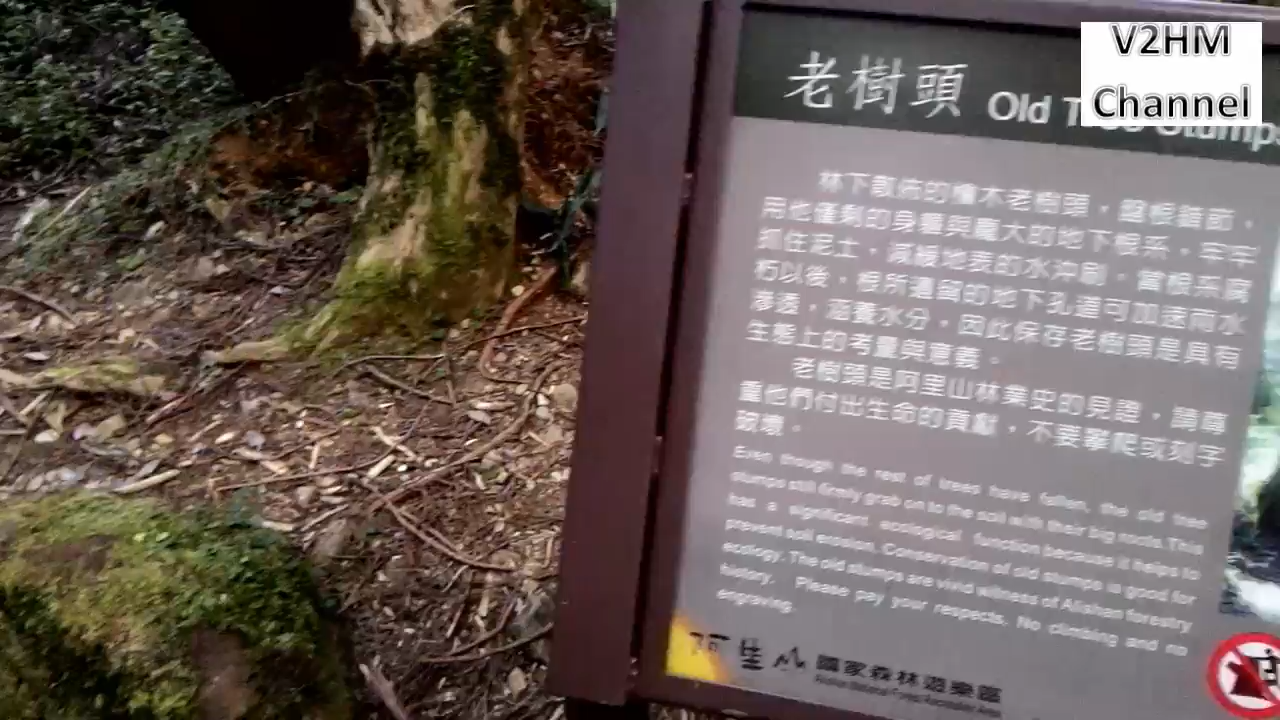 V2HM
Channel
老樹頭 Old Tree Stumps
林下散佈的檜木老樹頭，盤根錯節，
用他僅剩的身軀與龐大的地下根系，牢牢
抓住泥土，減緩地表的水沖刷，當根系腐
朽以後，根所遺留的地下孔道可加速雨水
滲透，涵養水分，因此保存老樹頭是具有
生態上的考量與意義。
老樹頭是阿里山林業史的見證，請尊
重他們付出生命的貢獻，不要攀爬或刻字
破壞。
Even though the rest of trees have fallen, the old tree
stumps still firmly grab on to the soil with their big roots. This
has a significant ecological function because it helps to
prevent soil erosion. Conservation of old stumps is good for
ecology. The old stumps are vivid witness of Alishan forestry
history. Please pay your respects. No climbing and no
engraving.
阿里山 國家森林遊樂區
Alishan National Forest Recreation Area